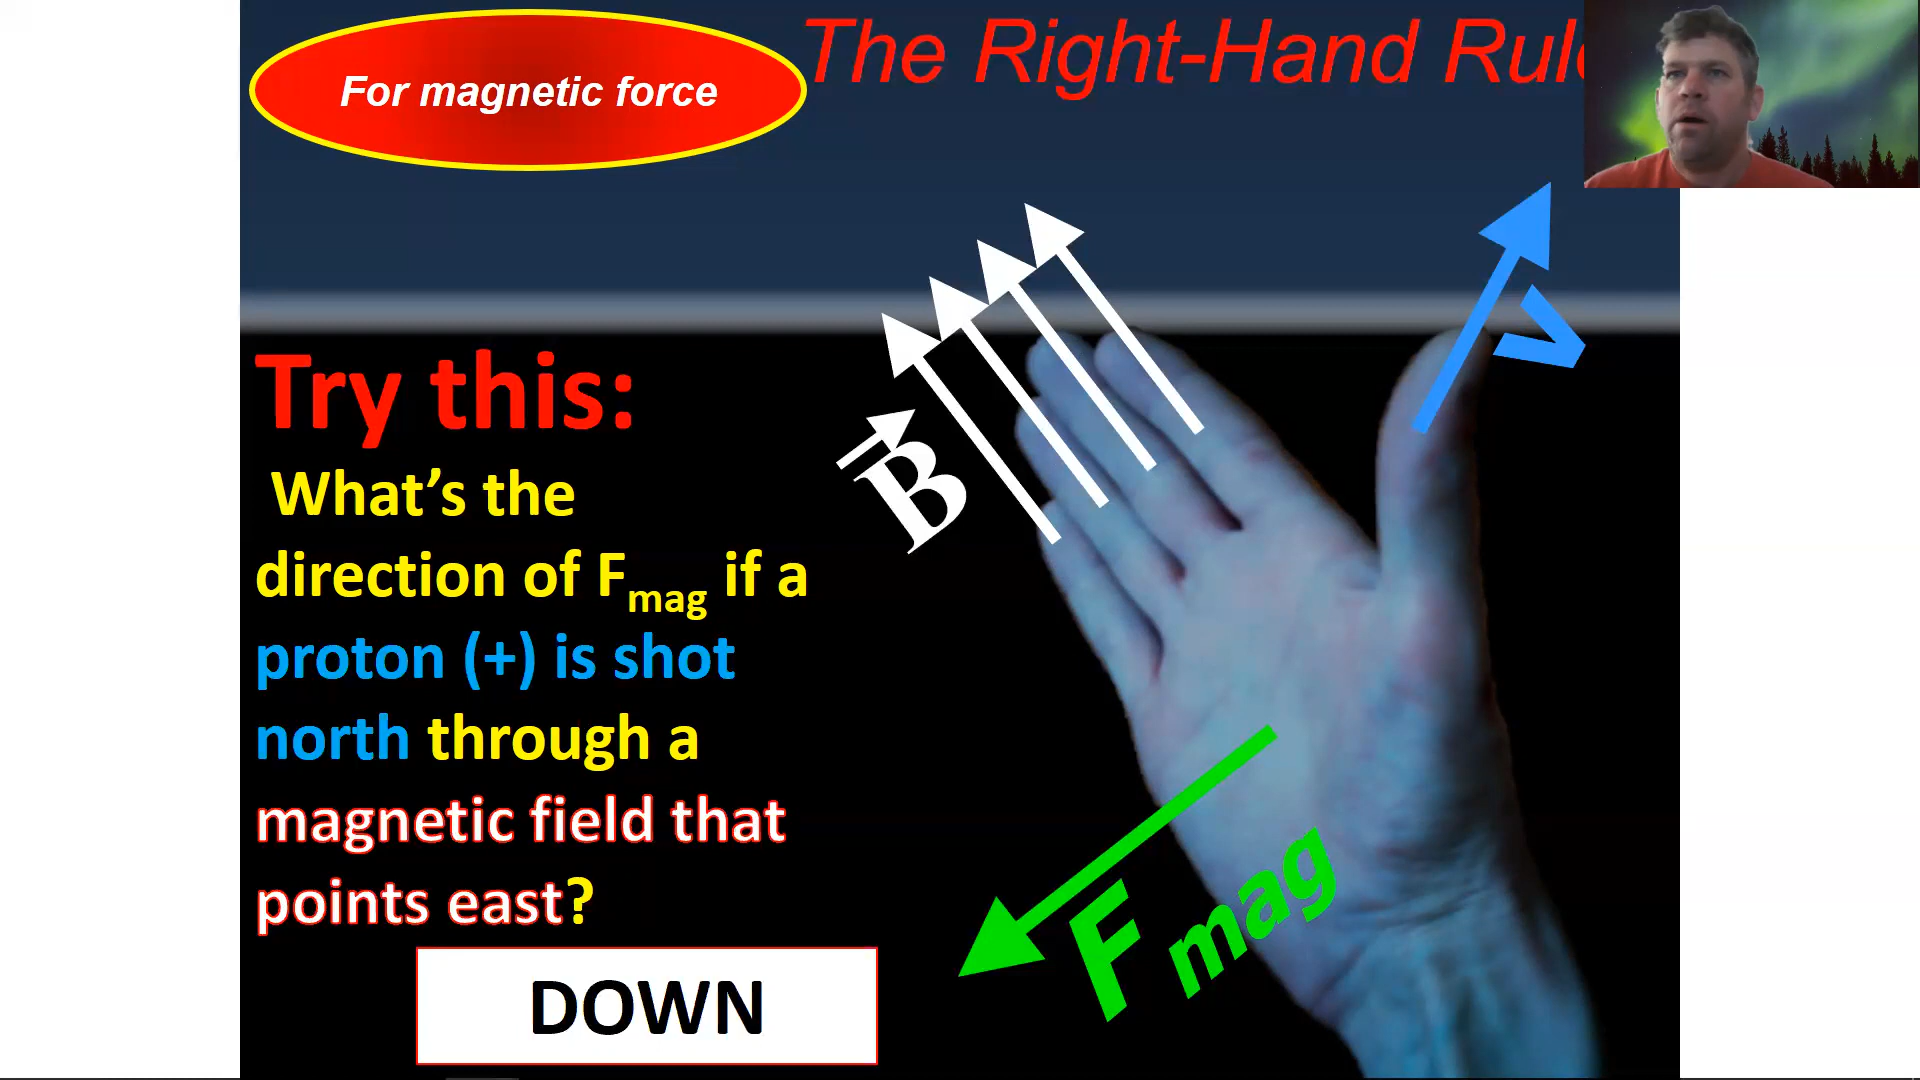 For magnetic force
The Right-Hand Rul
Try this:
What’s the
direction of Fmag if a
proton (+) is shot
north through a
magnetic field that
points east?
DOWN
B
v
Fmag